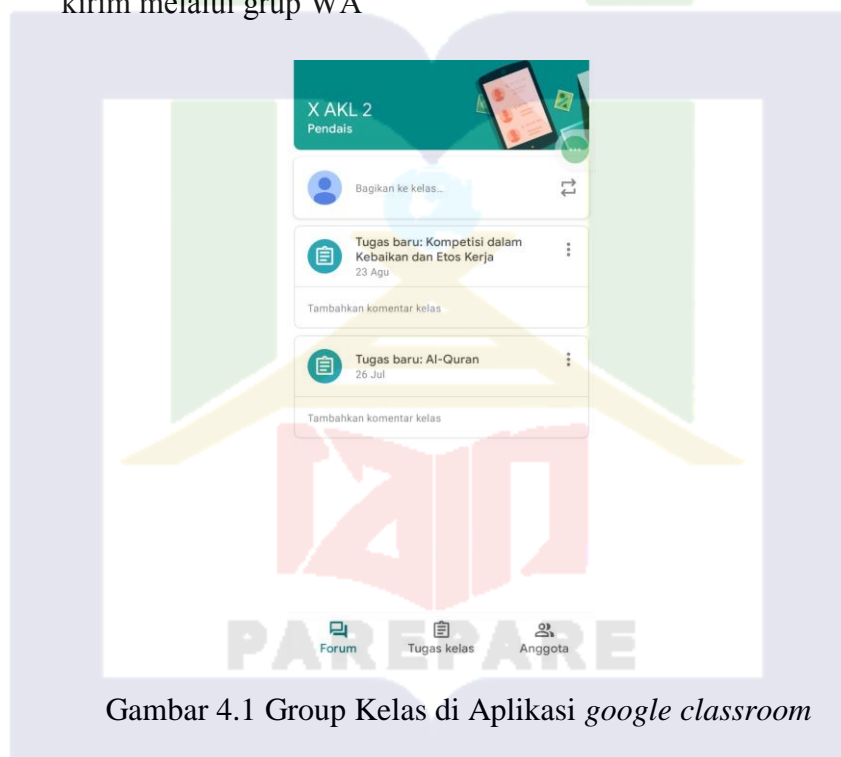 kirim melalui grup WA
X AKL 2
Pendais
Bagikan ke kelas...
Tugas baru: Kompetisi dalam
Kebaikan dan Etos Kerja
23 Agu
Tambahkan komentar kelas
Tugas baru: Al-Quran
26 Jul
Tambahkan komentar kelas
PAREPARE
Forum Tugas kelas Anggota
Gambar 4.1 Group Kelas di Aplikasi google classroom